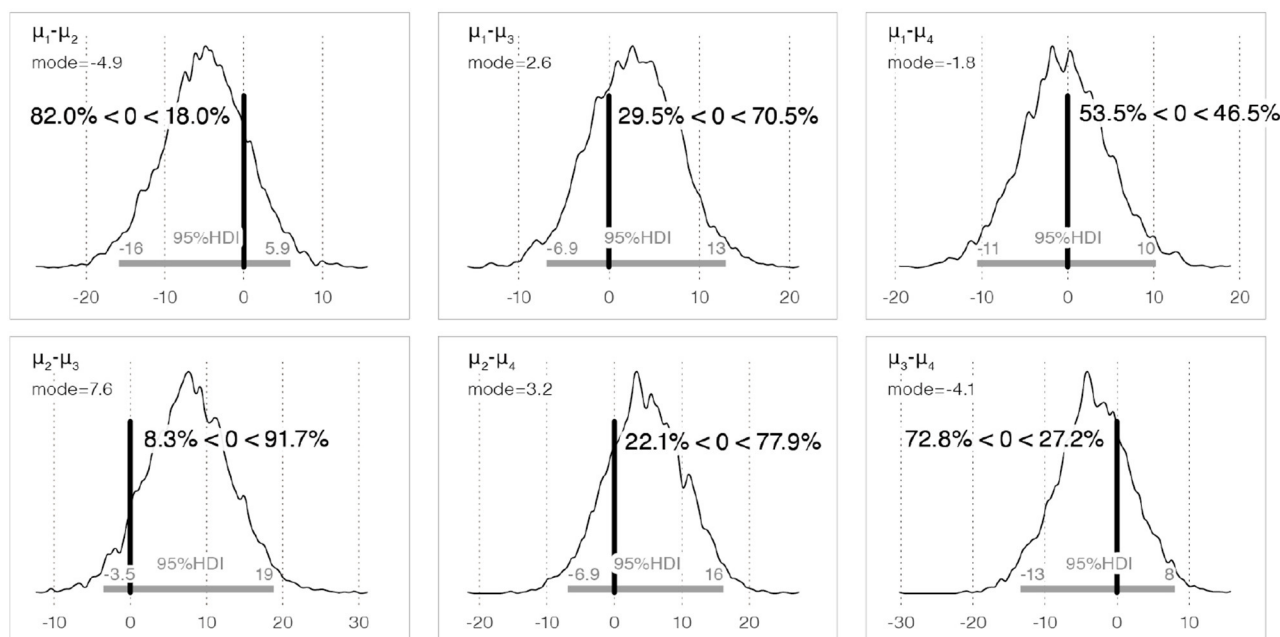 μ₁-μ₂
mode=-4.9
82.0% < 0 < 18.0%
95%HDI
-16 5.9
-20 -10 0 10
μ₁-μ₃
mode=2.6
29.5% < 0 < 70.5%
95%HDI
-6.9 13
-10 0 10 20
μ₁-μ₄
mode=-1.8
53.5% < 0 < 46.5%
95%HDI
-11 10
-20 -10 0 10 20
μ₂-μ₃
mode=7.6
8.3% < 0 < 91.7%
95%HDI
-3.5 19
-10 0 10 20 30
μ₂-μ₄
mode=3.2
22.1% < 0 < 77.9%
95%HDI
-6.9 16
-20 -10 0 10 20
μ₃-μ₄
mode=-4.1
72.8% < 0 < 27.2%
95%HDI
-13 8
-30 -20 -10 0 10